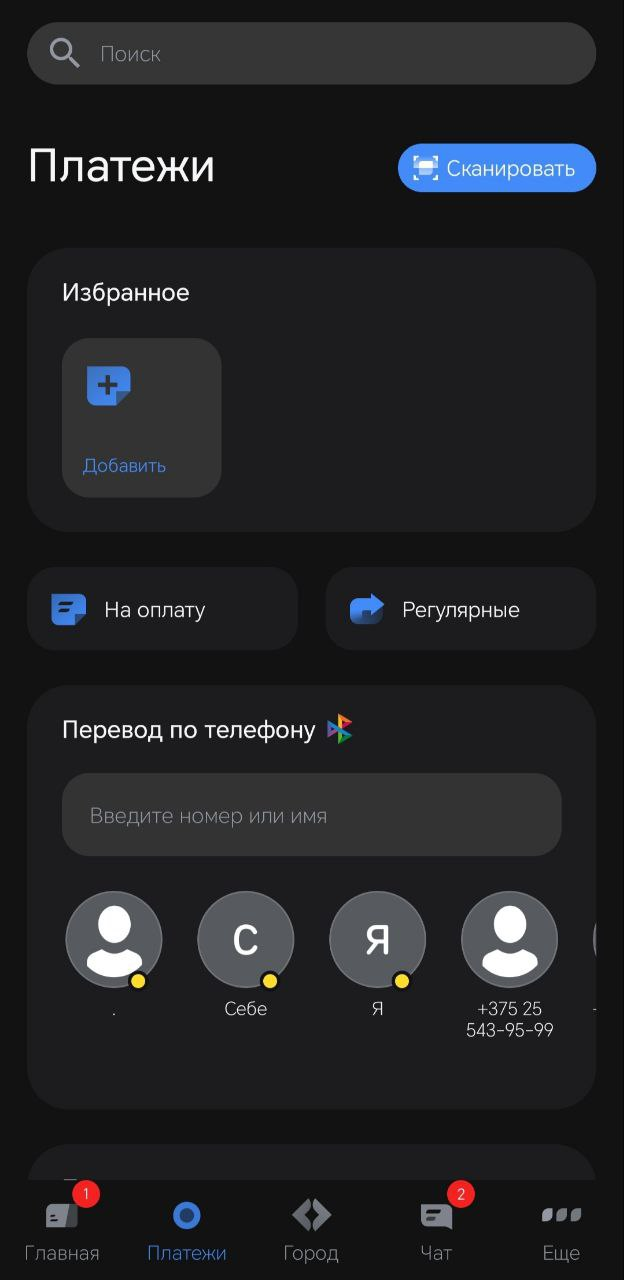 Поиск
Платежи
Сканировать
Избранное
Добавить
На оплату
Регулярные
Перевод по телефону
Введите номер или имя
С
Я
.
Себе
Я
+375 25
543-95-99
1
2
Главная
Платежи
Город
Чат
Еще